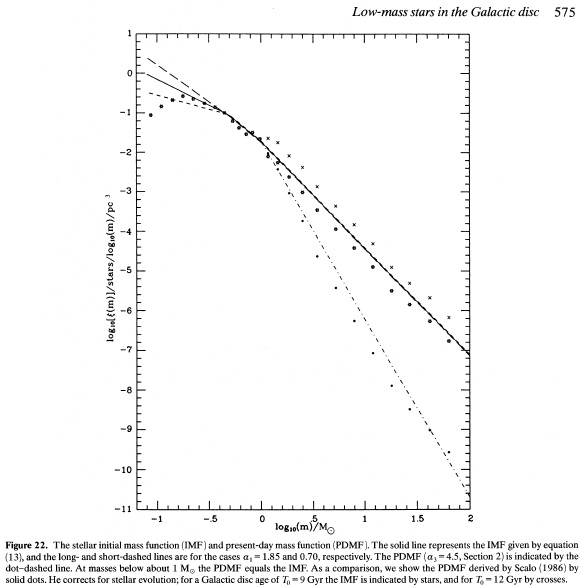 Low-mass stars in the Galactic disc 575
1
0
−1
−2
−3
−4
−5
−6
−7
−8
−9
−10
−11
log₁₀[ξ(m)]/stars/log₁₀(m)/pc³
−1 −.5 0 .5 1 1.5 2
log₁₀(m)/M⊙
Figure 22. The stellar initial mass function (IMF) and present-day mass function (PDMF). The solid line represents the IMF given by equation
(13), and the long- and short-dashed lines are for the cases α₁ = 1.85 and 0.70, respectively. The PDMF (α₃ = 4.5, Section 2) is indicated by the
dot–dashed line. At masses below about 1 M⊙ the PDMF equals the IMF. As a comparison, we show the PDMF derived by Scalo (1986) by
solid dots. He corrects for stellar evolution; for a Galactic disc age of T₀ = 9 Gyr the IMF is indicated by stars, and for T₀ = 12 Gyr by crosses.